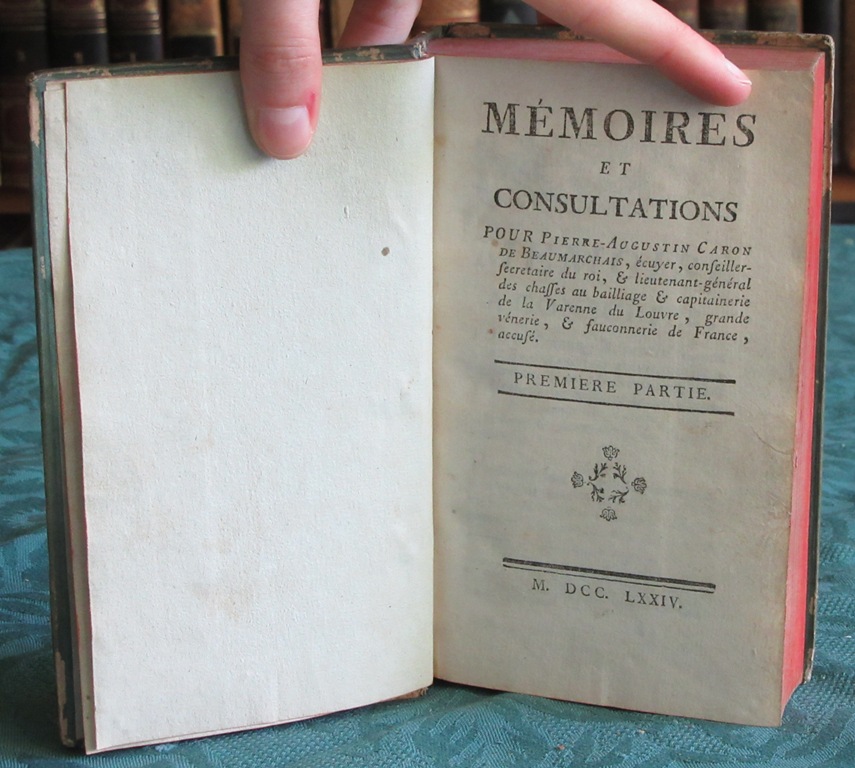 MÉMOIRES
ET
CONSULTATIONS
POUR PIERRE-AUGUSTIN CARON
DE BEAUMARCHAIS, écuyer, conſeiller-
ſecretaire du roi, & lieutenant-général
des chaſſes au bailliage & capitainerie
de la Varenne du Louvre, grande
vénerie, & fauconnerie de France,
accuſé.
PREMIERE PARTIE.
M. DCC. LXXIV.